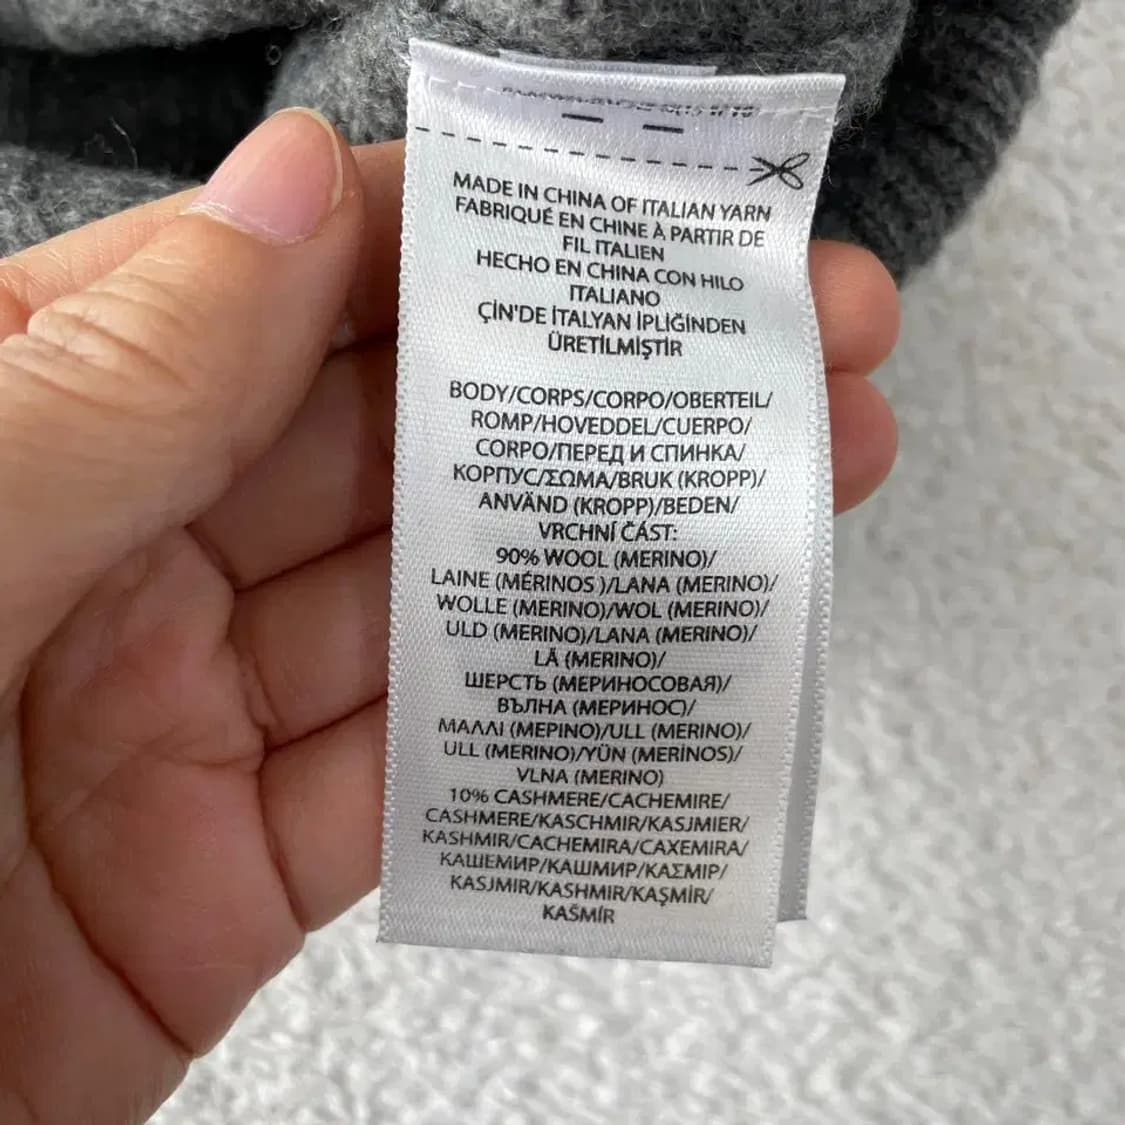 MADE IN CHINA OF ITALIAN YARN
FABRIQUÉ EN CHINE À PARTIR DE
FIL ITALIEN
HECHO EN CHINA CON HILO
ITALIANO
ÇİN'DE İTALYAN İPLİĞİNDEN
ÜRETİLMİŞTİR
BODY/CORPS/CORPO/OBERTEIL/
ROMP/HOVEDDEL/CUERPO/
CORPO/ПЕРЕД И СПИНКА/
КОРПУС/ΣΩΜΑ/BRUK (KROPP)/
ANVÄND (KROPP)/BEDEN/
VRCHNÍ ČÁST:
90% WOOL (MERINO)/
LAINE (MÉRINOS )/LANA (MERINO)/
WOLLE (MERINO)/WOL (MERINO)/
ULD (MERINO)/LANA (MERINO)/
LÃ (MERINO)/
ШЕРСТЬ (МЕРИНОСОВАЯ)/
ВЪЛНА (МЕРИНОС)/
ΜΑΛΛΙ (ΜΕΡΙΝΟ)/ULL (MERINO)/
ULL (MERINO)/YÜN (MERİNOS)/
VLNA (MERINO)
10% CASHMERE/CACHEMIRE/
CASHMERE/KASCHMIR/KASJMIER/
KASHMIR/CACHEMIRA/CAXEMIRA/
КАШЕМИР/КАШМИР/ΚΑΣΜΙΡ/
KASJMIR/KASHMIR/KAŞMİR/
KAŠMÍR